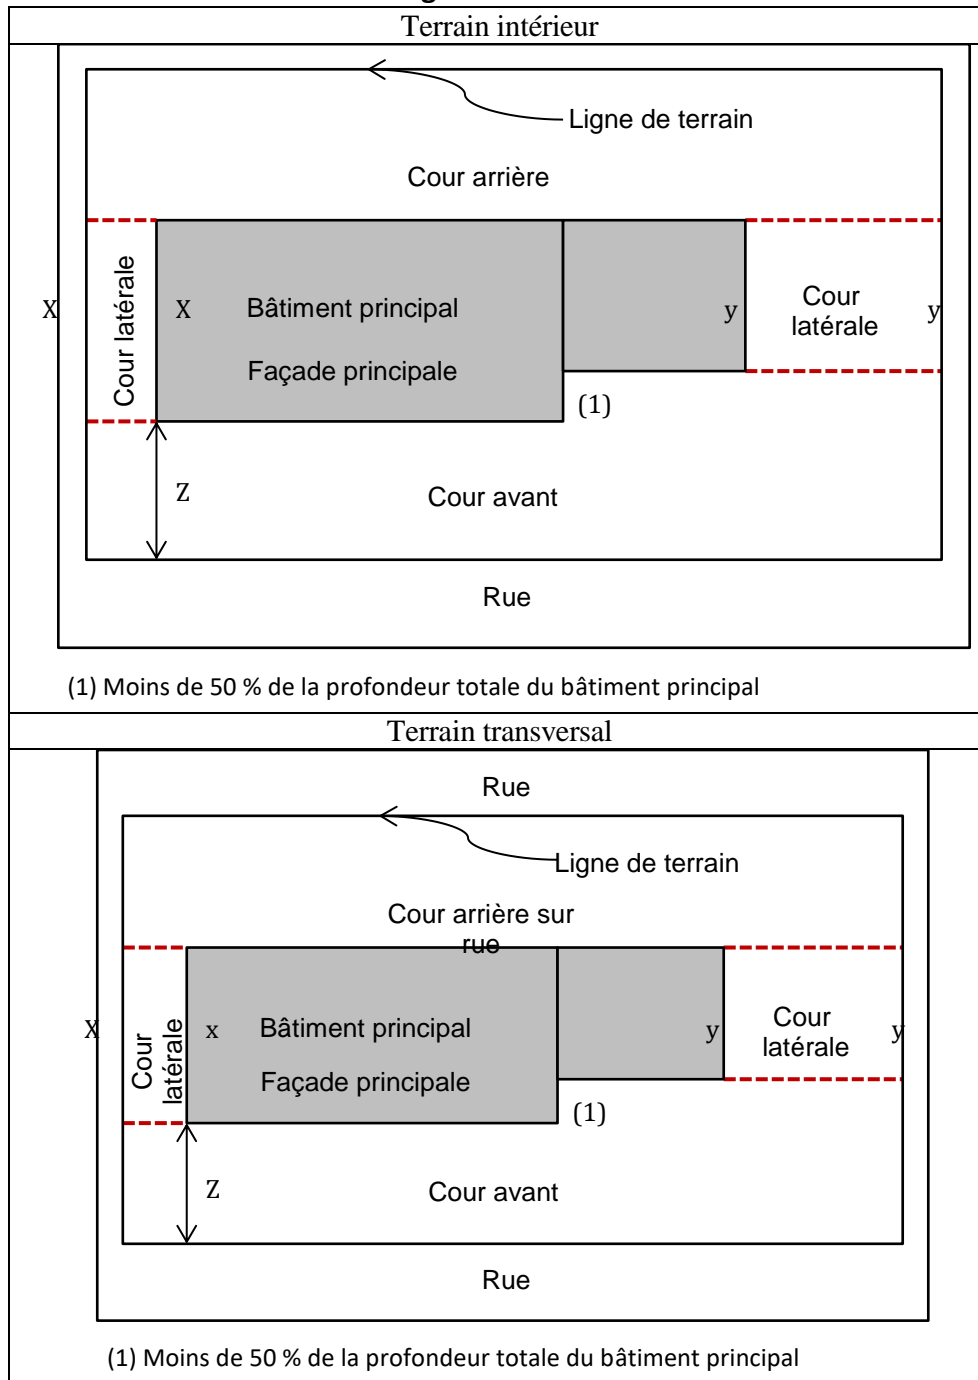 Terrain intérieur
Ligne de terrain
Cour arrière
Cour latérale
X
X
Bâtiment principal
y
Cour
latérale
y
Façade principale
(1)
Z
Cour avant
Rue
(1) Moins de 50 % de la profondeur totale du bâtiment principal
Terrain transversal
Rue
Ligne de terrain
Cour arrière sur
rue
Cour
latérale
X
x
Bâtiment principal
y
Cour
latérale
y
Façade principale
(1)
Z
Cour avant
Rue
(1) Moins de 50 % de la profondeur totale du bâtiment principal